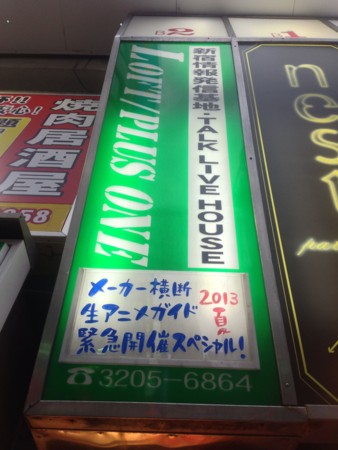 B2
B1
新宿情報発信基地・TALK LIVE HOUSE
LOFT/PLUS ONE
メーカー横断
生アニメガイド
緊急開催スペシャル!
2013
夏
☎3205-6864
焼肉居酒屋